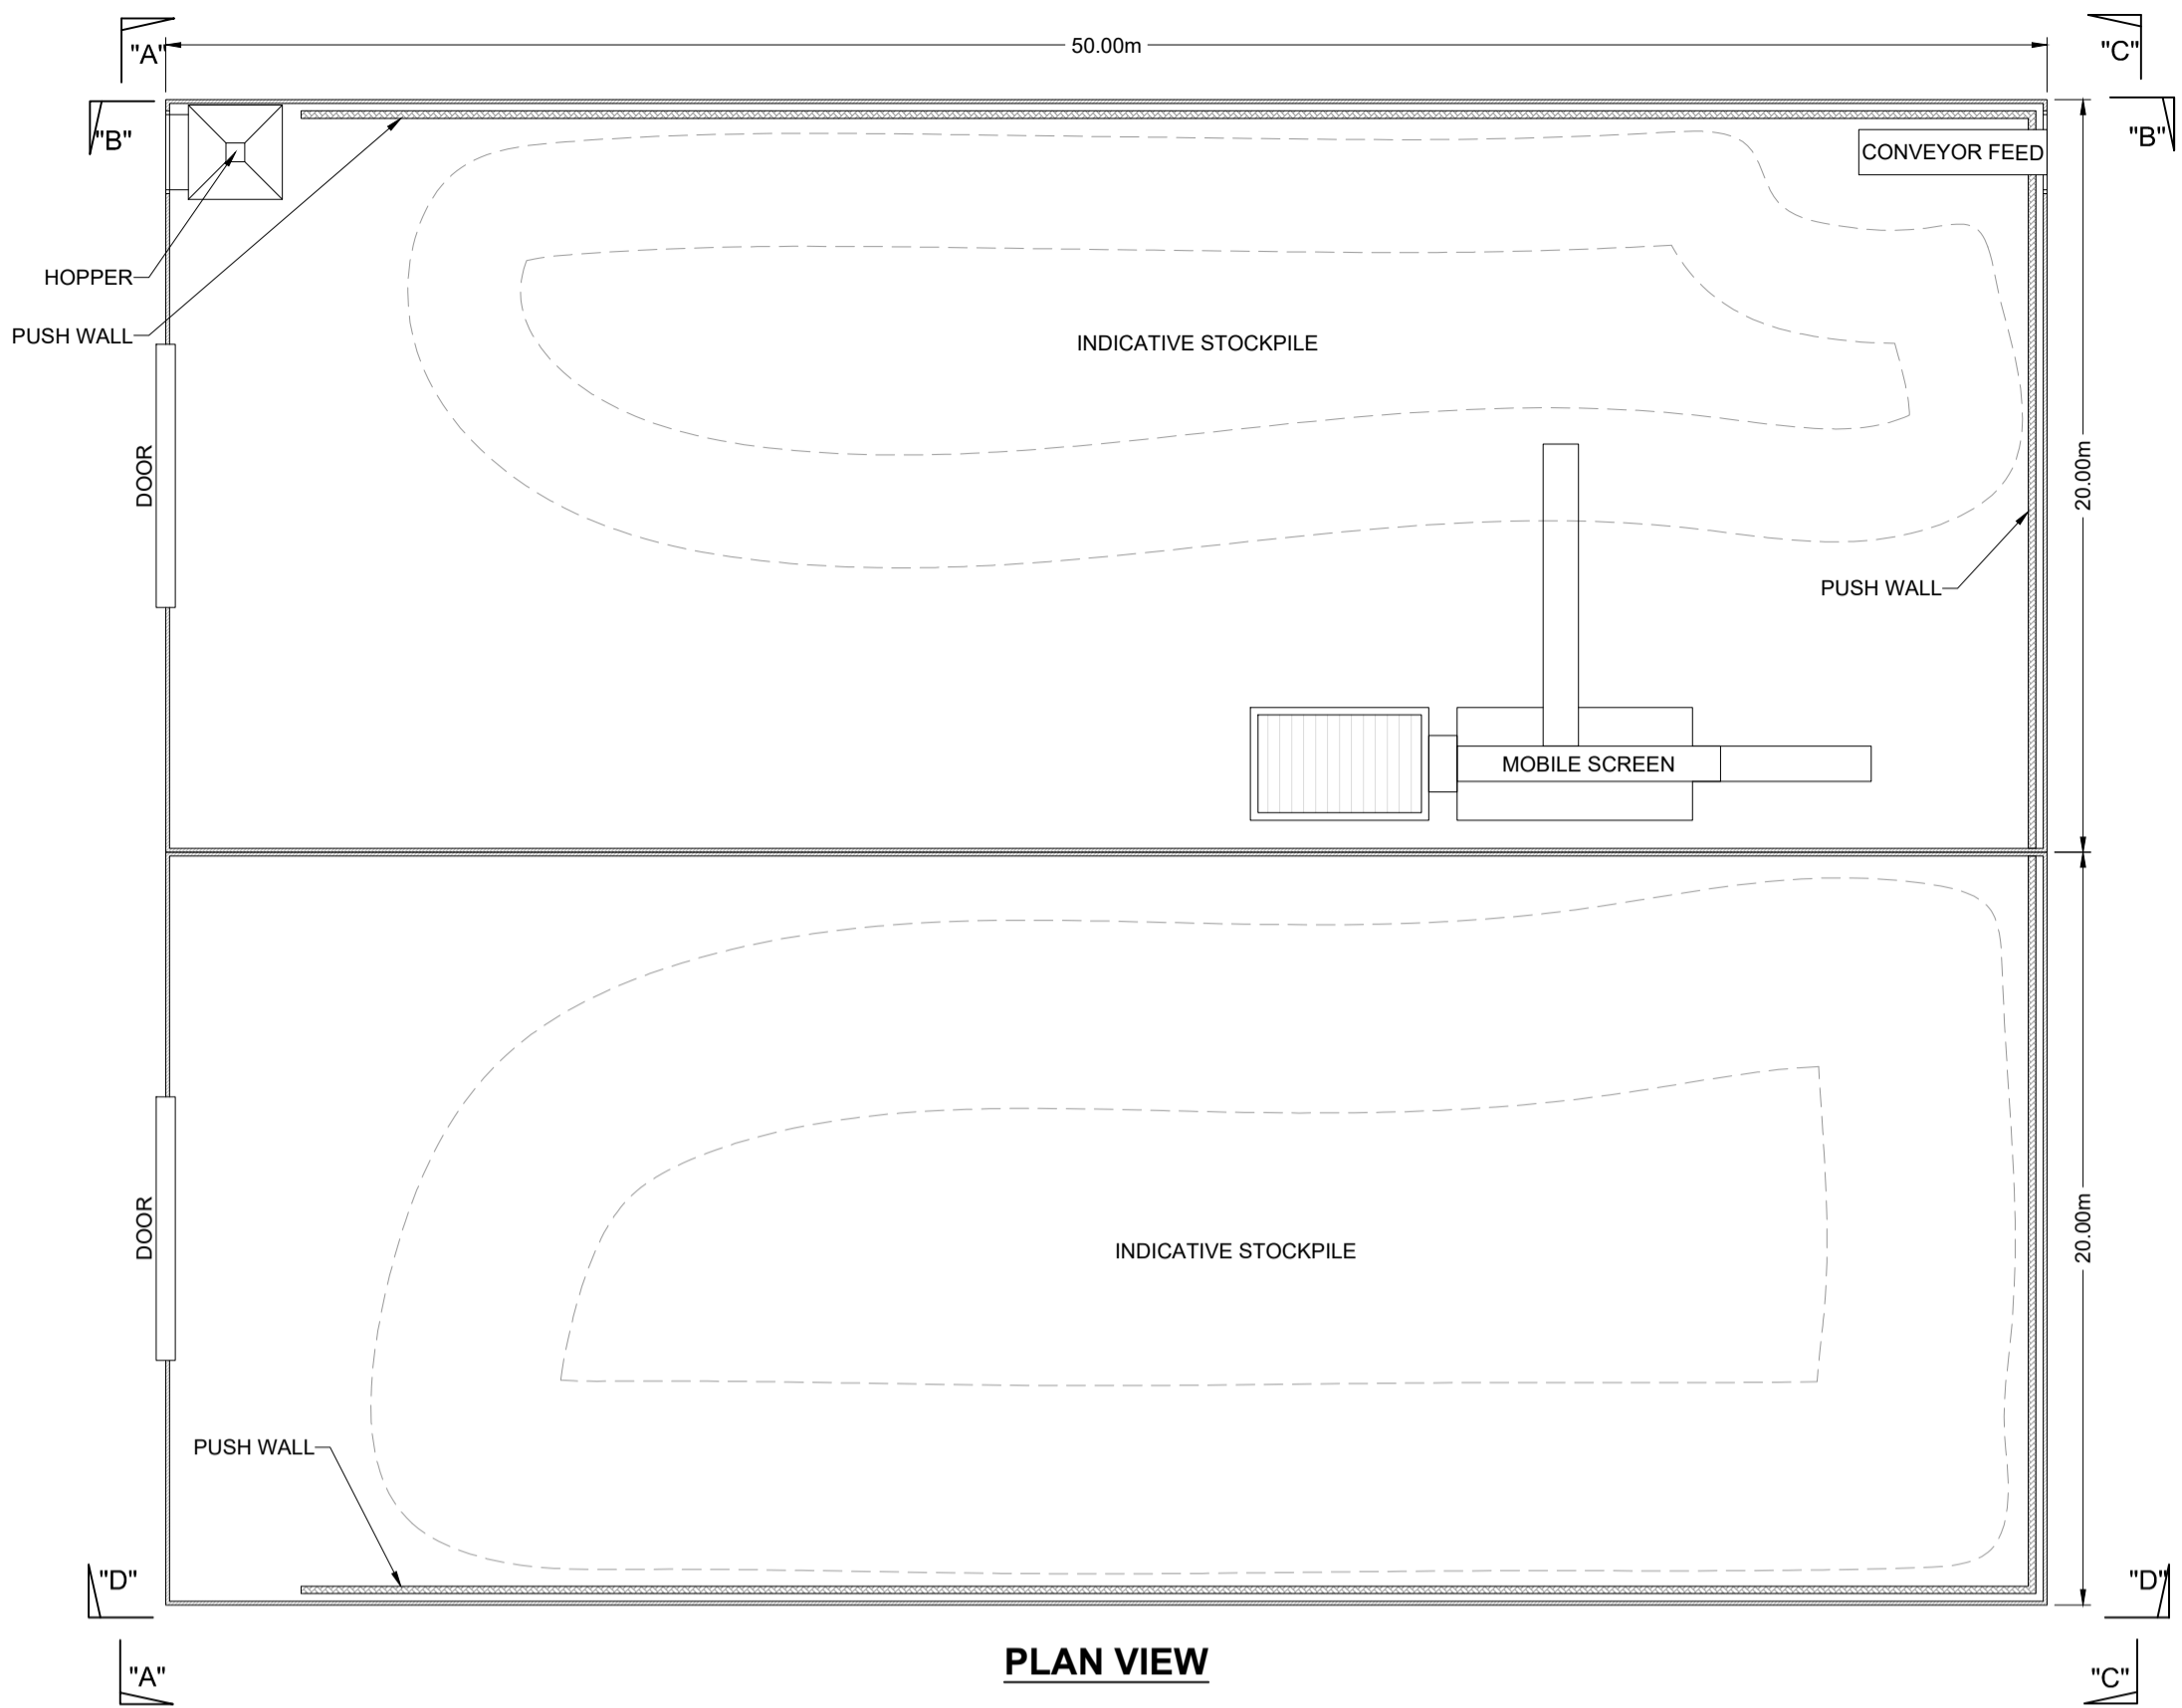 "A"
50.00m
"C"
"B"
CONVEYOR FEED
"B"
HOPPER
PUSH WALL
INDICATIVE STOCKPILE
DOOR
20.00m
PUSH WALL
MOBILE SCREEN
DOOR
INDICATIVE STOCKPILE
20.00m
PUSH WALL
"D"
"D"
PLAN VIEW
"A"
"C"